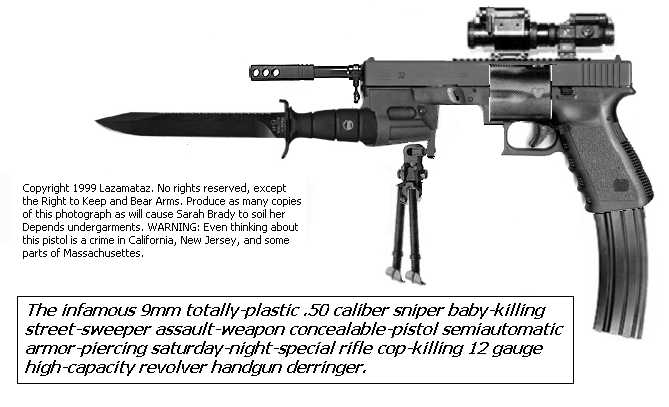 Copyright 1999 Lazamataz. No rights reserved, except
the Right to Keep and Bear Arms. Produce as many copies
of this photograph as will cause Sarah Brady to soil her
Depends undergarments. WARNING: Even thinking about
this pistol is a crime in California, New Jersey, and some
parts of Massachusettes.
The infamous 9mm totally-plastic .50 caliber sniper baby-killing
street-sweeper assault-weapon concealable-pistol semiautomatic
armor-piercing saturday-night-special rifle cop-killing 12 gauge
high-capacity revolver handgun derringer.